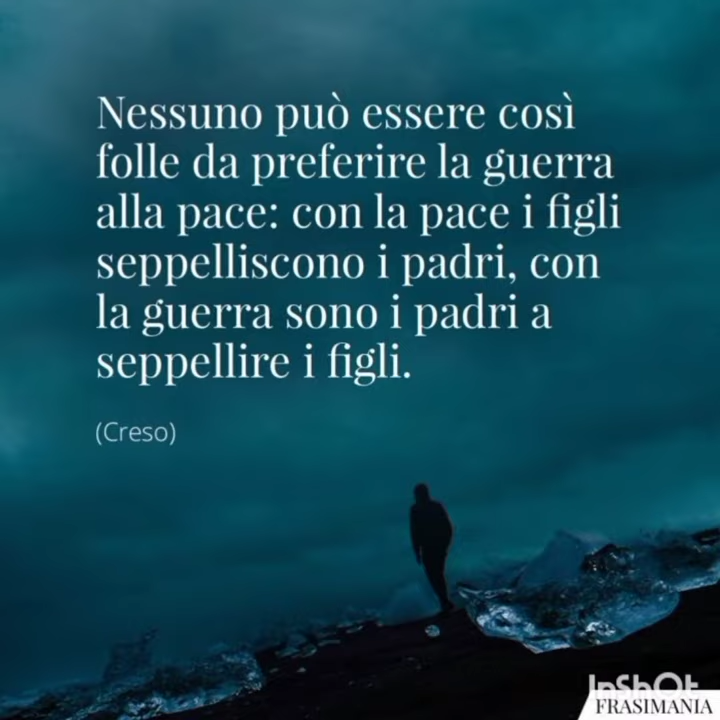 Nessuno può essere così
folle da preferire la guerra
alla pace: con la pace i figli
seppelliscono i padri, con
la guerra sono i padri a
seppellire i figli.
(Creso)
InShOt
FRASIMANIA